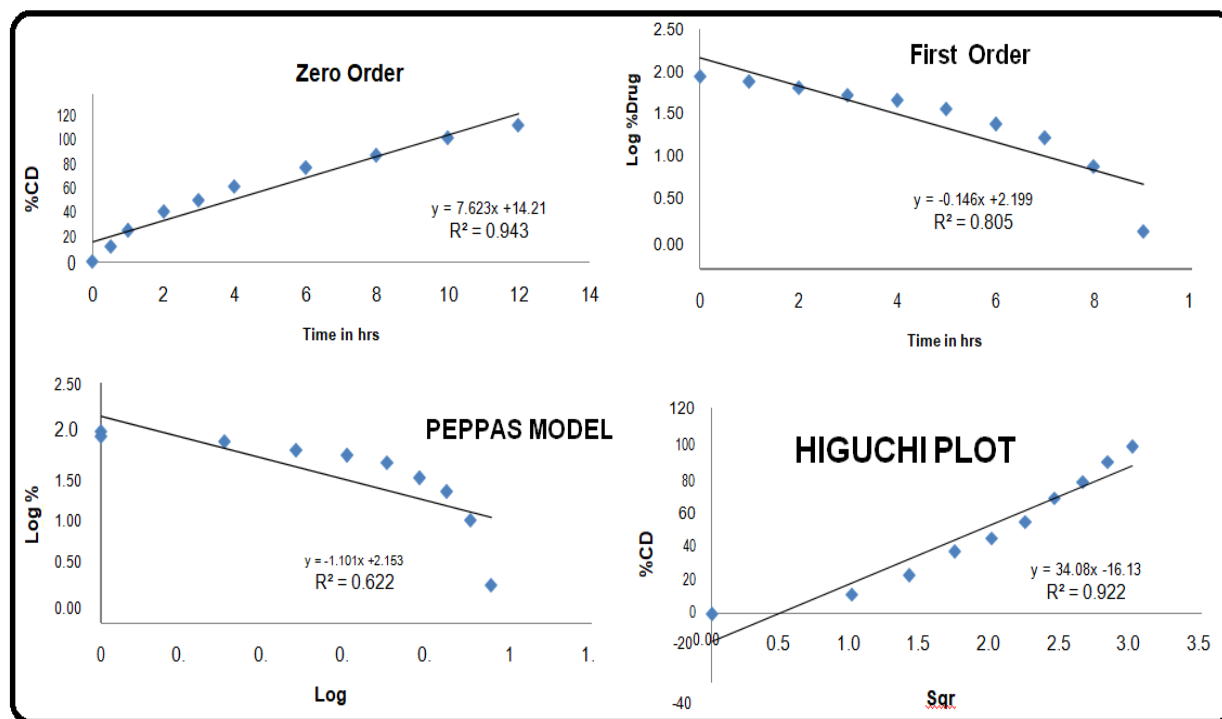 Zero Order
%CD
120
100
80
60
40
20
0
y = 7.623x +14.21
R² = 0.943
0 2 4 6 8 10 12 14
Time in hrs
First Order
Log %Drug
2.50
2.00
1.50
1.00
0.50
0.00
y = -0.146x + 2.199
R² = 0.805
0 2 4 6 8 1
Time in hrs
PEPPAS MODEL
Log %
2.50
2.0
1.50
1.00
0.50
0.00
y = -1.101x +2.153
R² = 0.622
0 0. 0. 0. 0. 1 1.
Log
HIGUCHI PLOT
%CD
120
100
80
60
40
20
0
-20
-40
y = 34.08x -16.13
R² = 0.922
0.00 0.5 1.0 1.5 2.0 2.5 3.0 3.5
Sqr